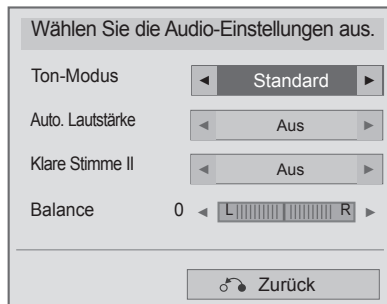 Wählen Sie die Audio-Einstellungen aus.
Ton-Modus ◄ Standard ►
Auto. Lautstärke ◄ Aus ►
Klare Stimme II ◄ Aus ►
Balance 0 ◄ L R ►
Zurück